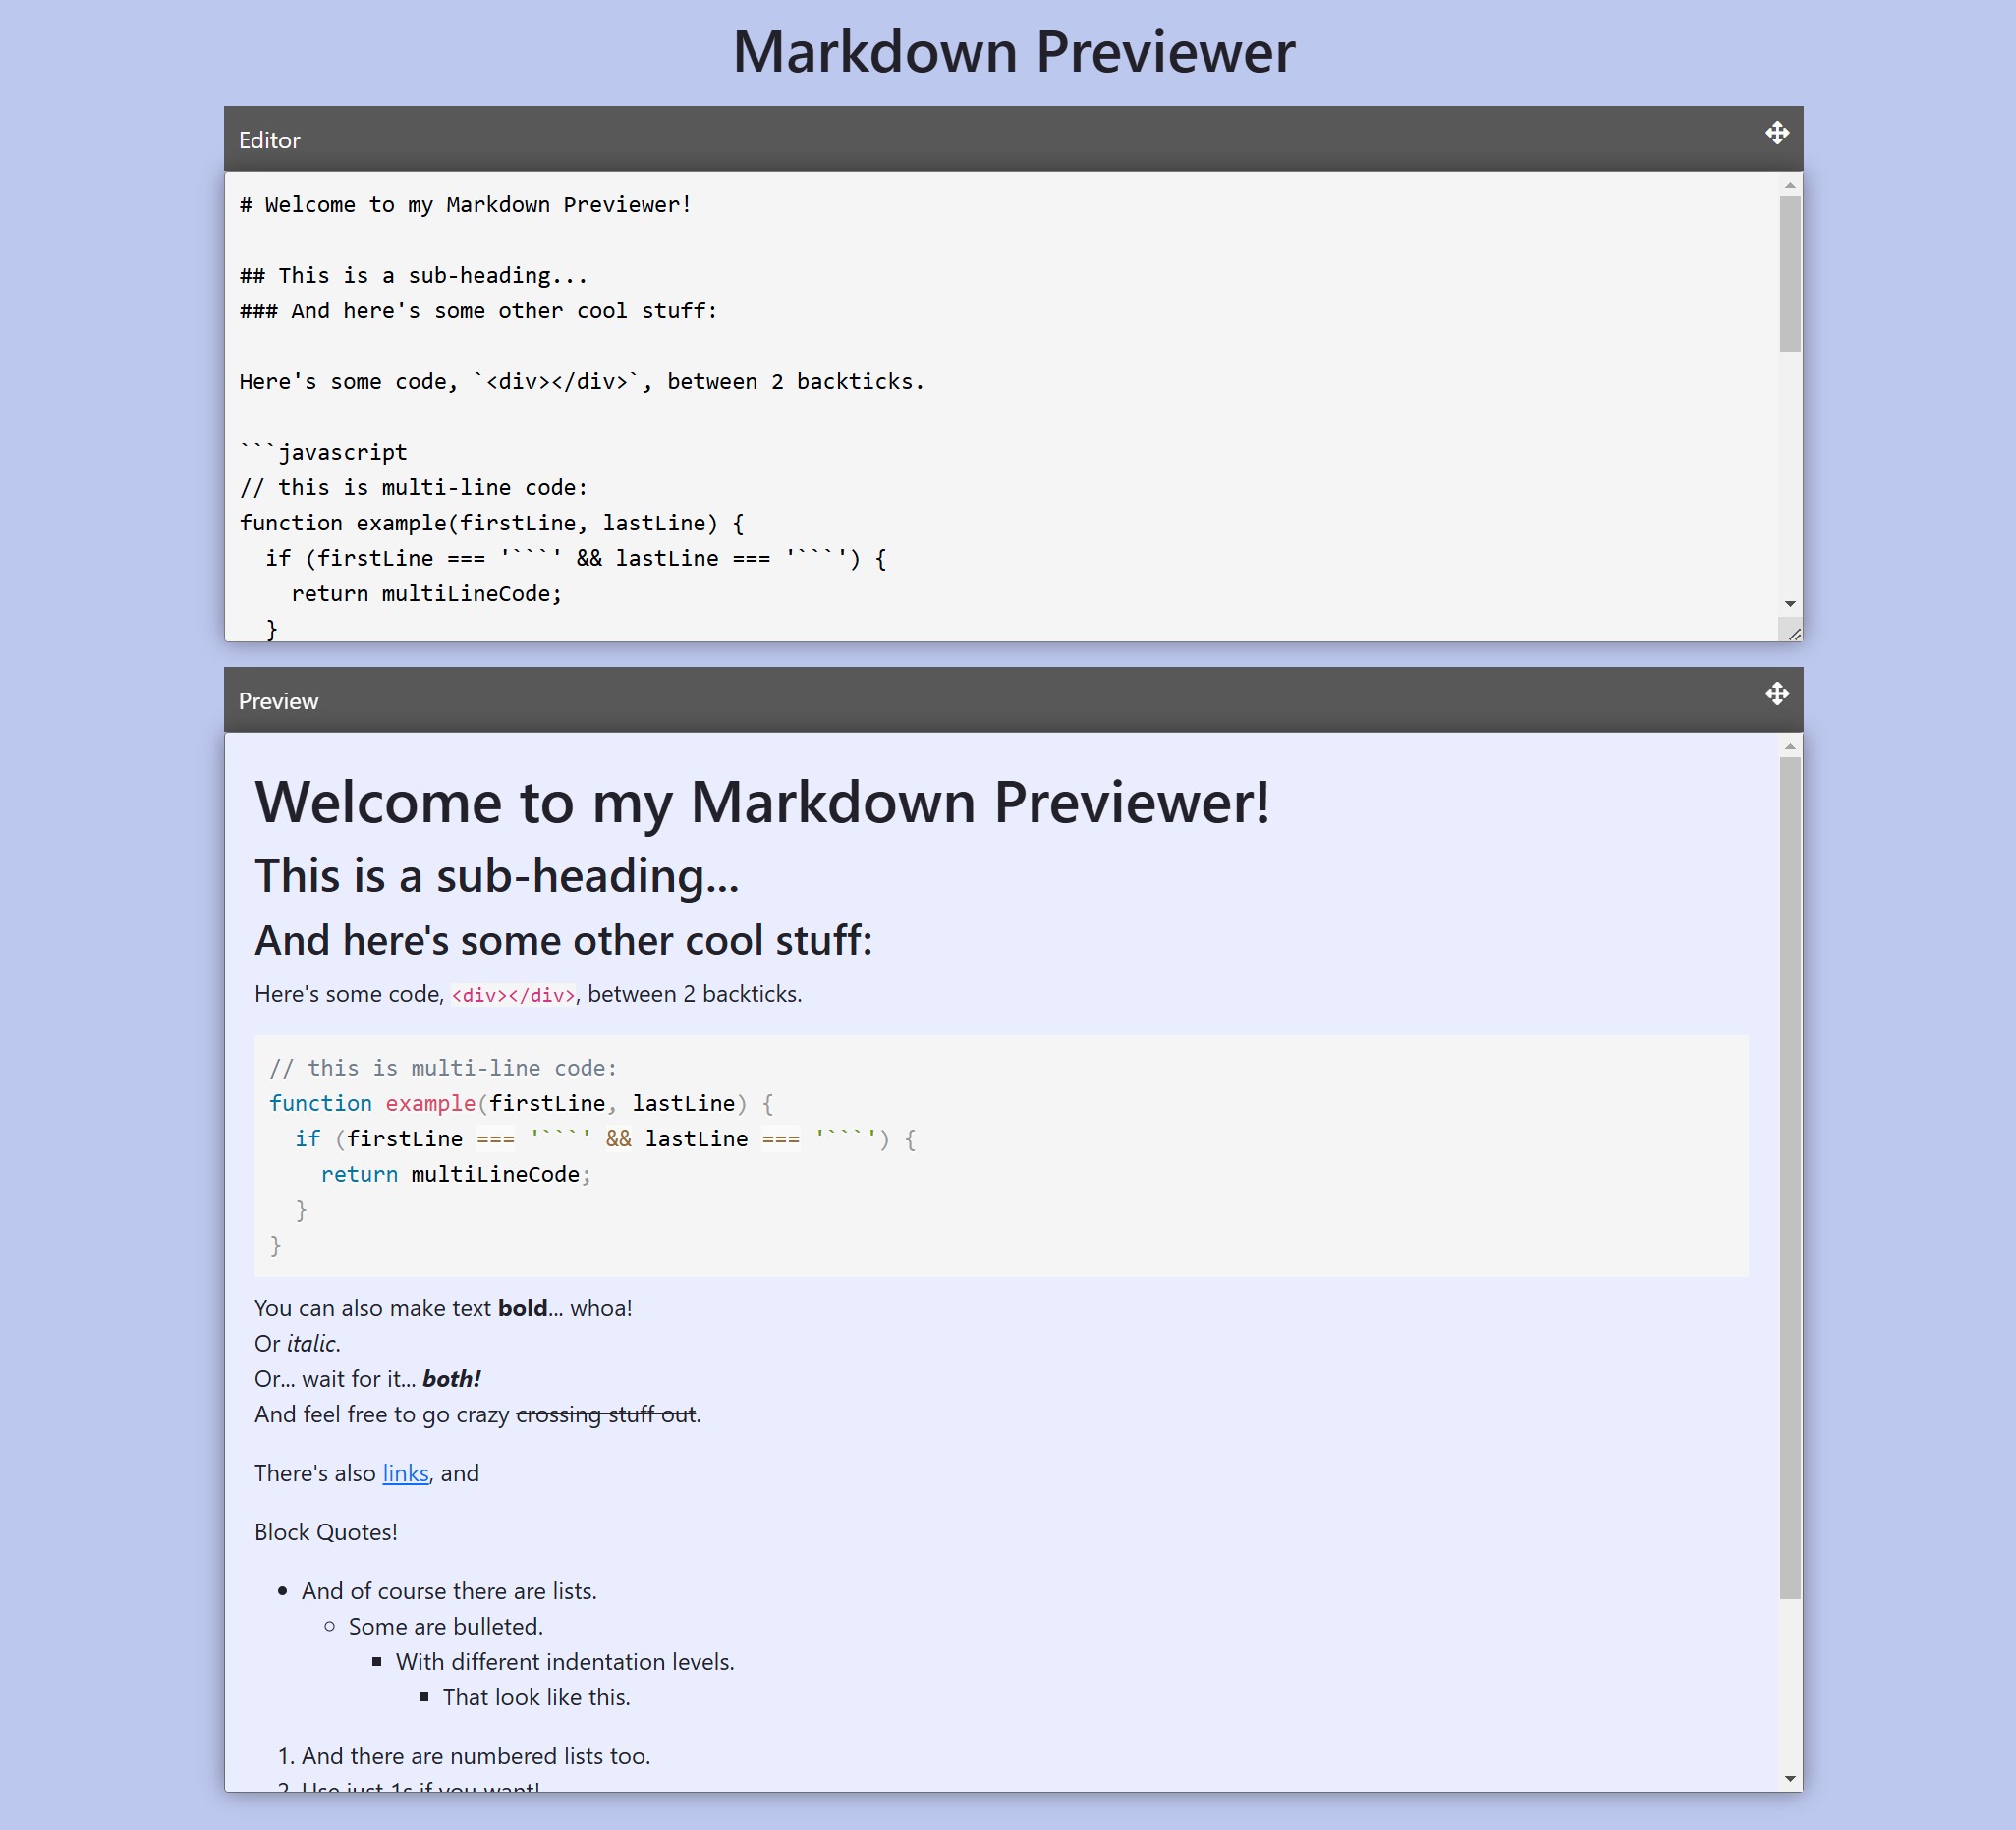 Markdown Previewer
Editor
# Welcome to my Markdown Previewer!
## This is a sub-heading...
### And here's some other cool stuff:
Here's some code, `<div></div>`, between 2 backticks.
```javascript
// this is multi-line code:
function example(firstLine, lastLine) {
  if (firstLine === '```' && lastLine === '```') {
    return multiLineCode;
  }
Preview
Welcome to my Markdown Previewer!
This is a sub-heading...
And here's some other cool stuff:
Here's some code, <div></div>, between 2 backticks.
// this is multi-line code:
function example(firstLine, lastLine) {
  if (firstLine === '```' && lastLine === '```') {
    return multiLineCode;
  }
}
You can also make text bold... whoa!
Or italic.
Or... wait for it... both!
And feel free to go crazy crossing stuff out.
There's also links, and
Block Quotes!
And of course there are lists.
Some are bulleted.
With different indentation levels.
That look like this.
1. And there are numbered lists too.
2. Use just 1s if you want!